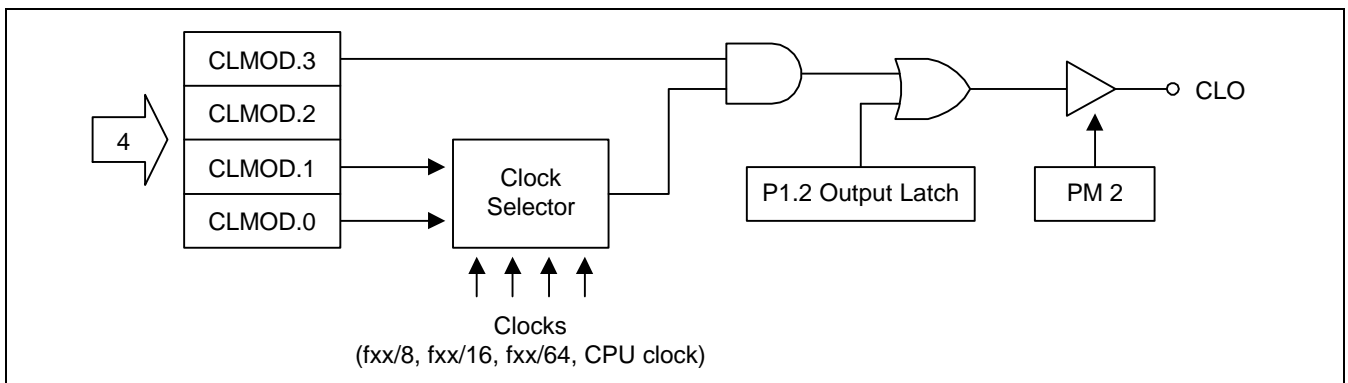 CLMOD.3
CLMOD.2
CLMOD.1
CLMOD.0
4
Clock
Selector
Clocks
(fxx/8, fxx/16, fxx/64, CPU clock)
P1.2 Output Latch
PM 2
CLO